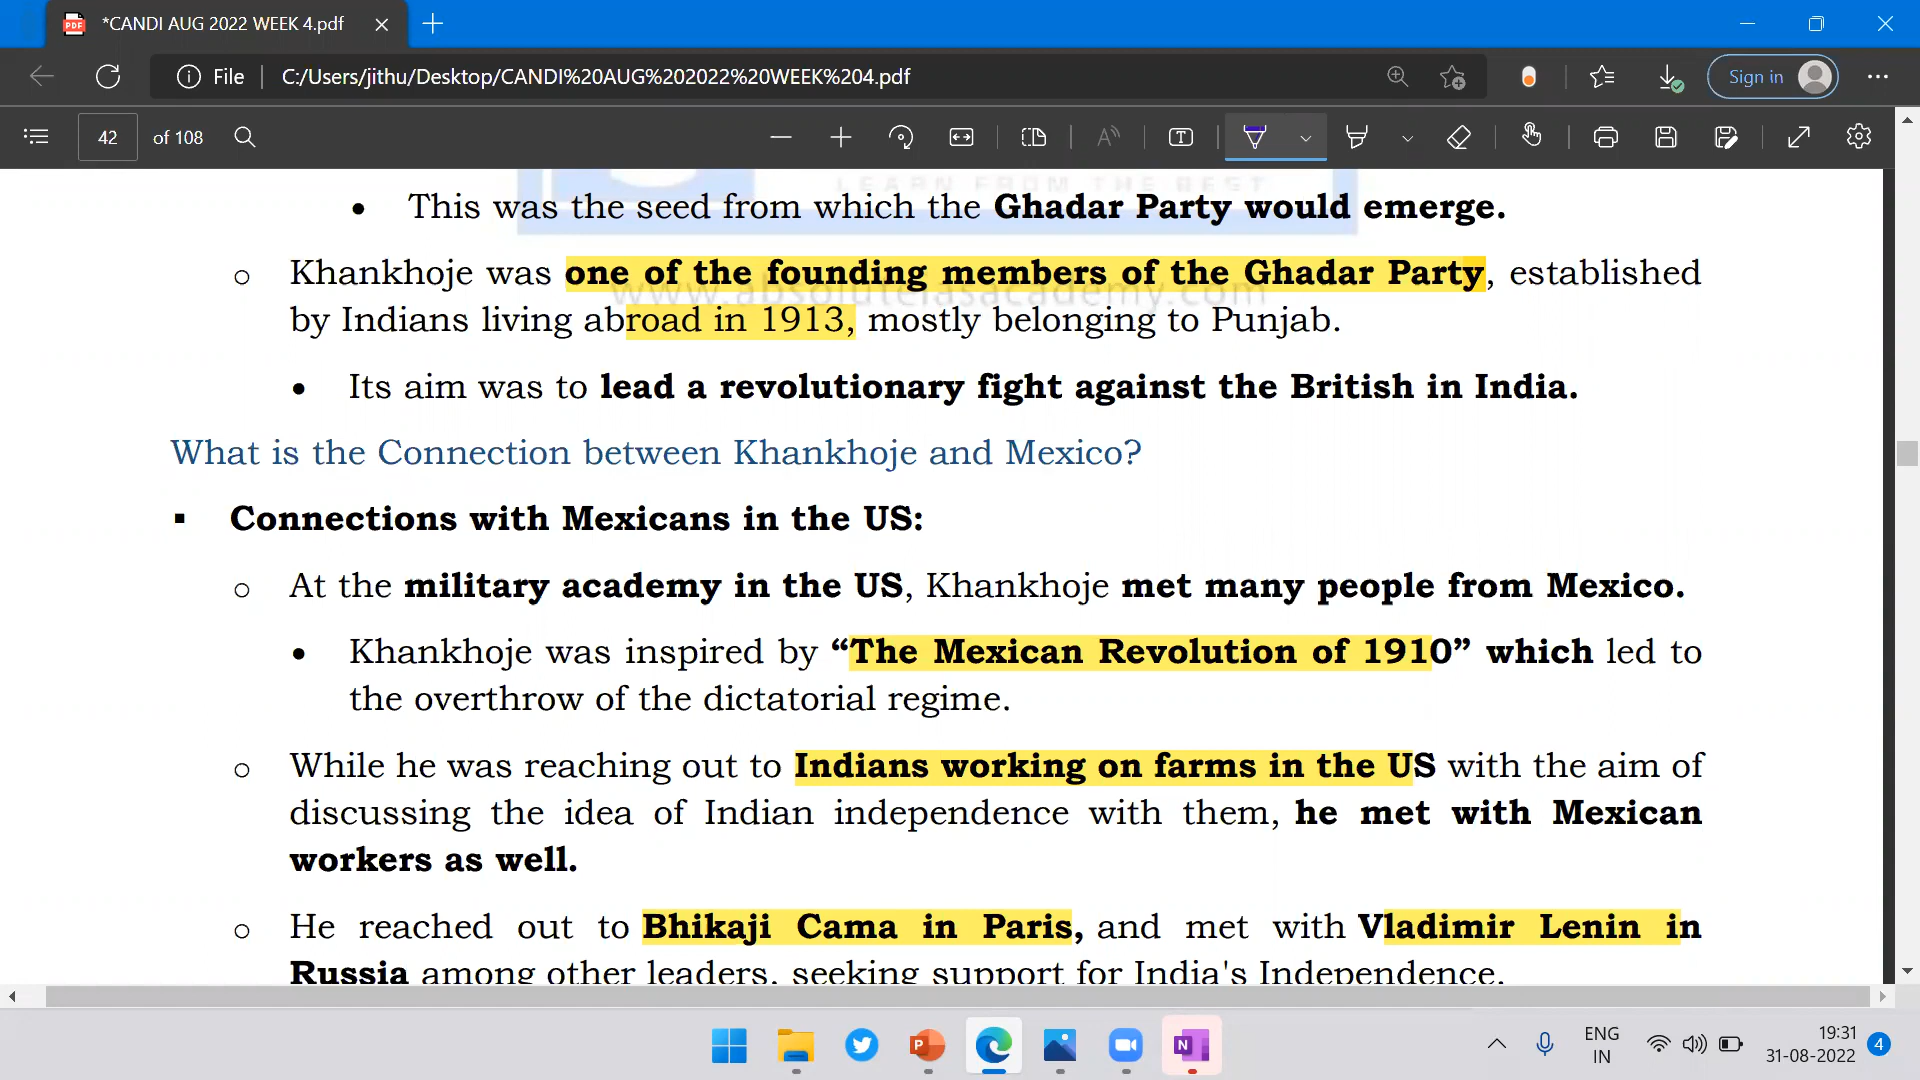 *CANDI AUG 2022 WEEK 4.pdf
File C:/Users/jithu/Desktop/CANDI%20AUG%202022%20WEEK%204.pdf
Sign in
42 of 108
LEARN FROM THE BEST
• This was the seed from which the Ghadar Party would emerge.
o Khankhoje was one of the founding members of the Ghadar Party, established
www.absoluteiasacademy.com
by Indians living abroad in 1913, mostly belonging to Punjab.
• Its aim was to lead a revolutionary fight against the British in India.
What is the Connection between Khankhoje and Mexico?
▪ Connections with Mexicans in the US:
o At the military academy in the US, Khankhoje met many people from Mexico.
• Khankhoje was inspired by “The Mexican Revolution of 1910” which led to
the overthrow of the dictatorial regime.
o While he was reaching out to Indians working on farms in the US with the aim of
discussing the idea of Indian independence with them, he met with Mexican
workers as well.
o He reached out to Bhikaji Cama in Paris, and met with Vladimir Lenin in
Russia among other leaders, seeking support for India's Independence.
ENG
IN
19:31
31-08-2022
4